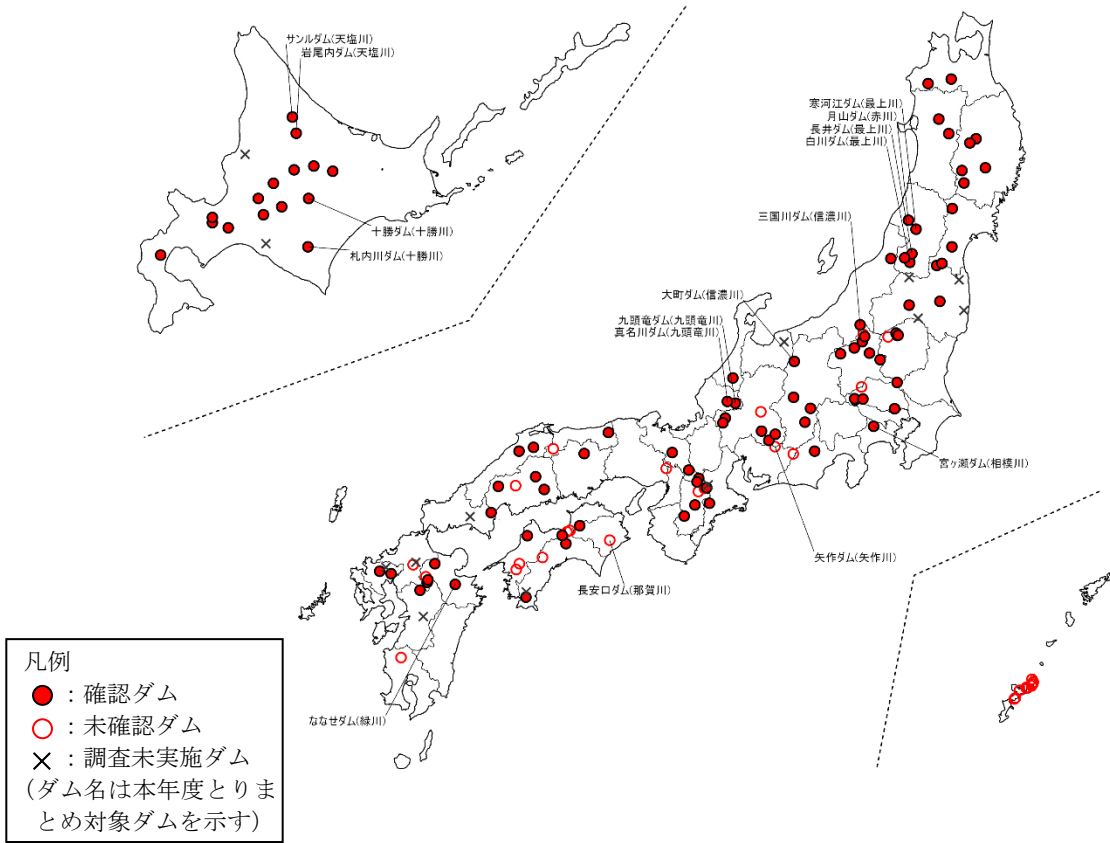 サンルダム(天塩川)
岩尾内ダム(天塩川)
十勝ダム(十勝川)
札内川ダム(十勝川)
寒河江ダム(最上川)
月山ダム(赤川)
長井ダム(最上川)
白川ダム(最上川)
三国川ダム(信濃川)
大町ダム(信濃川)
九頭竜ダム(九頭竜川)
真名川ダム(九頭竜川)
宮ヶ瀬ダム(相模川)
矢作ダム(矢作川)
長安口ダム(那賀川)
ななせダム(緑川)
凡例
：確認ダム
：未確認ダム
：調査未実施ダム
(ダム名は本年度とりま
とめ対象ダムを示す)